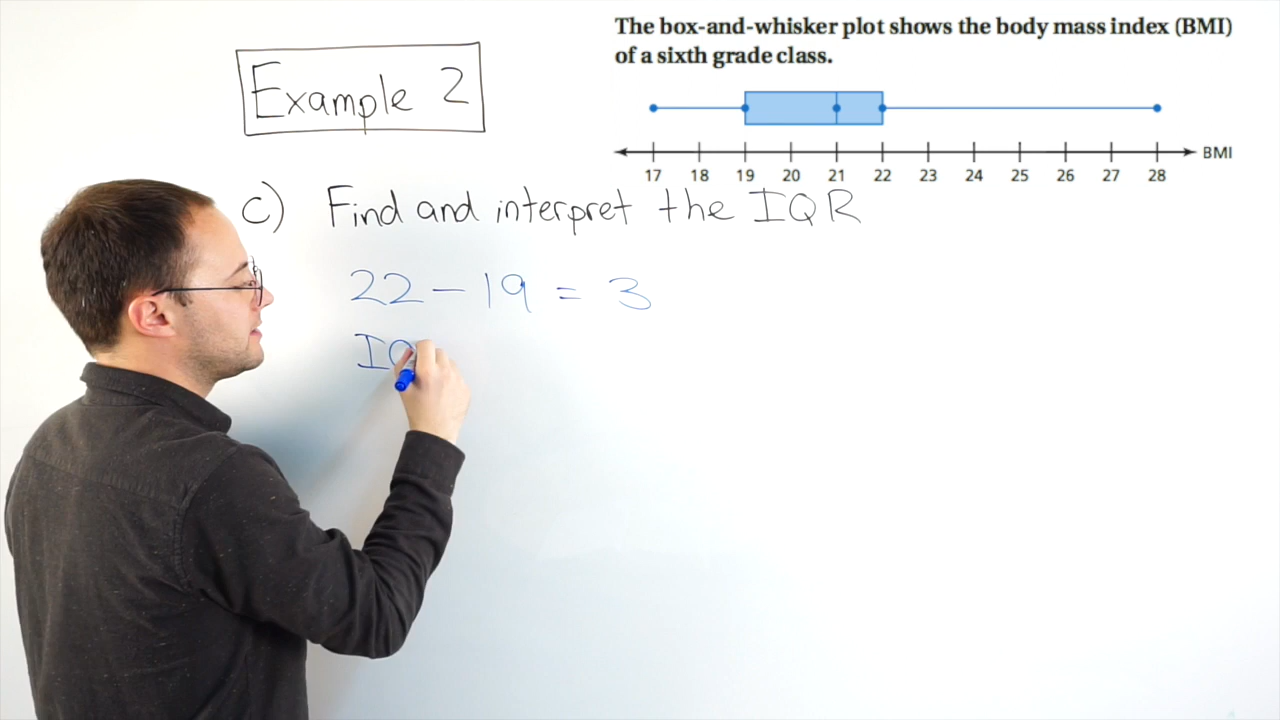 The box-and-whisker plot shows the body mass index (BMI)
of a sixth grade class.
Example 2
BMI
17 18 19 20 21 22 23 24 25 26 27 28
c) Find and interpret the IQR
22 - 19 = 3
IQ